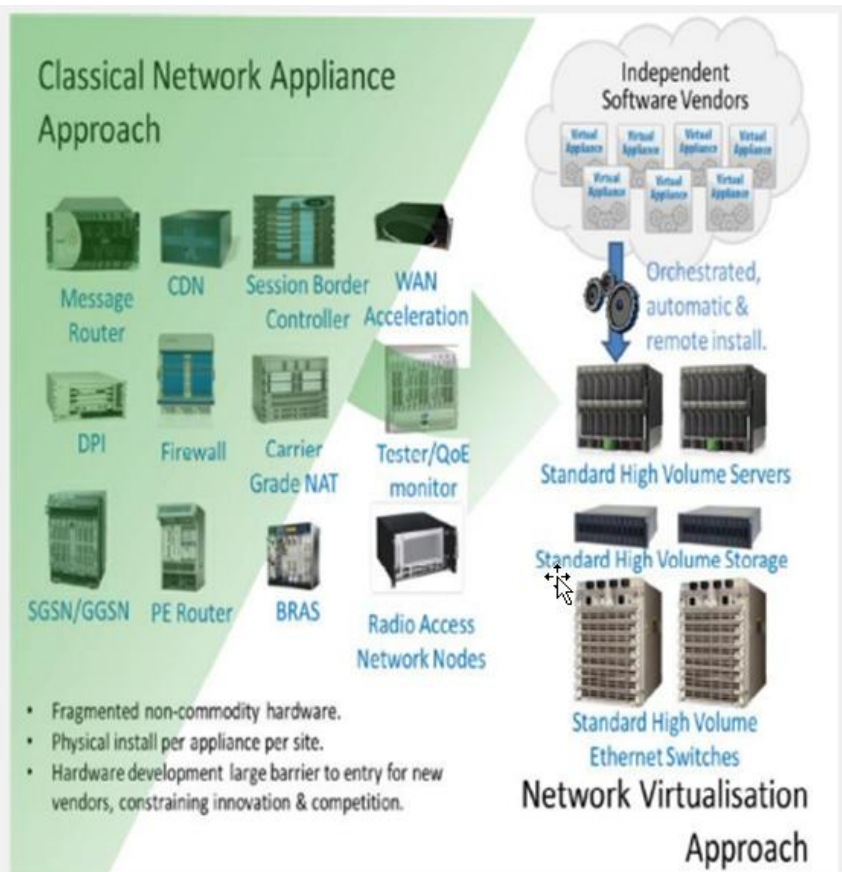 Classical Network Appliance
Approach
Message
Router
CDN
Session Border
Controller
WAN
Acceleration
DPI
Firewall
Carrier
Grade NAT
Tester/QoE
monitor
SGSN/GGSN
PE Router
BRAS
Radio Access
Network Nodes
• Fragmented non-commodity hardware.
• Physical install per appliance per site.
• Hardware development large barrier to entry for new
vendors, constraining innovation & competition.
Independent
Software Vendors
Virtual
Appliance
Virtual
Appliance
Virtual
Appliance
Virtual
Appliance
Virtual
Appliance
Virtual
Appliance
Virtual
Appliance
Orchestrated,
automatic &
remote install.
Standard High Volume Servers
Standard High Volume Storage
Standard High Volume
Ethernet Switches
Network Virtualisation
Approach